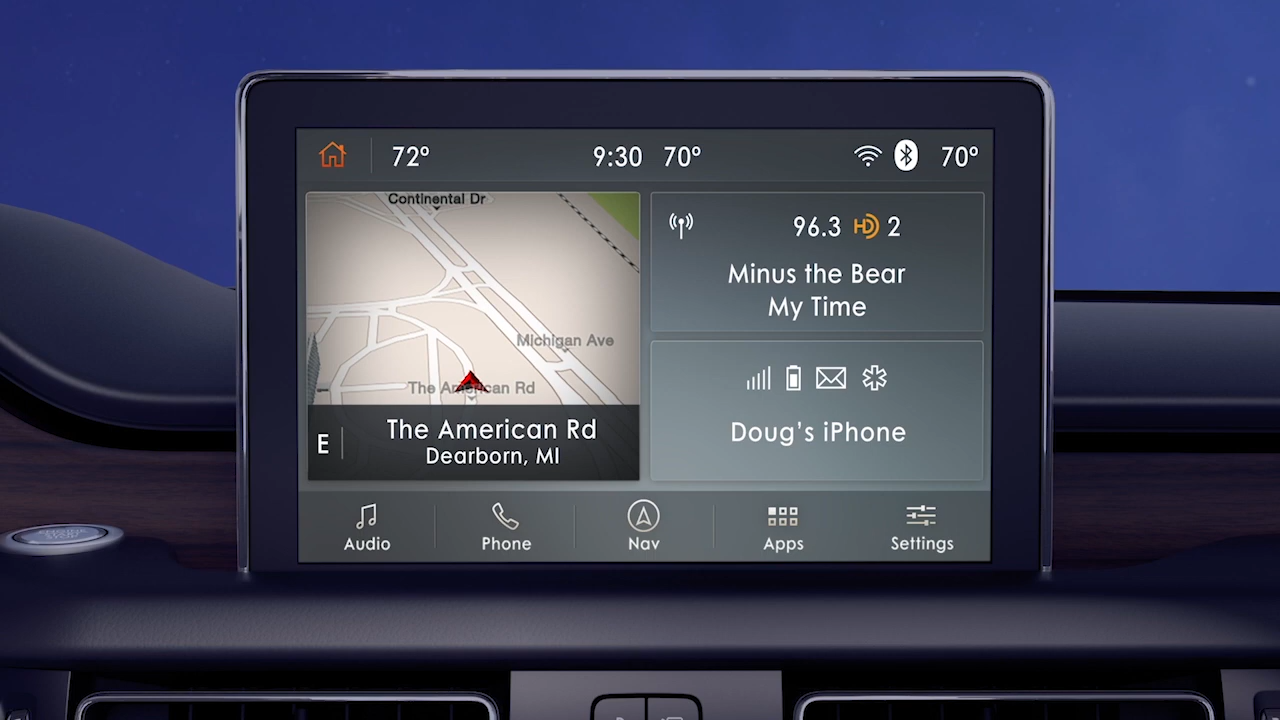 72°
9:30 70°
70°
Continental Dr
Michigan Ave
The American Rd
E
The American Rd
Dearborn, MI
96.3 HD 2
Minus the Bear
My Time
Doug's iPhone
Audio
Phone
Nav
Apps
Settings